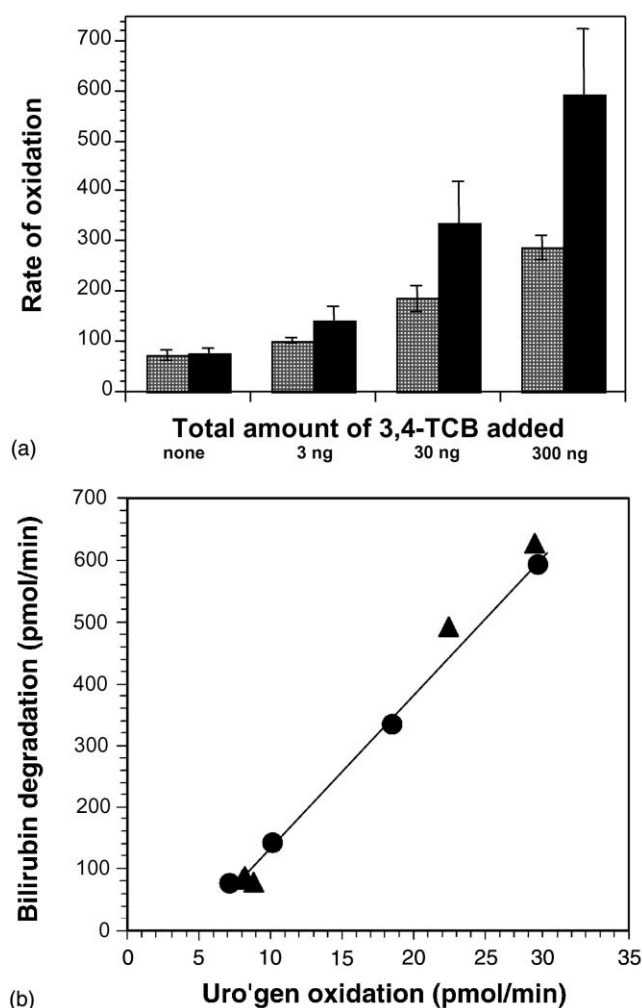 700
600
500
400
300
200
100
0
Rate of oxidation
Total amount of 3,4-TCB added
(a)
none 3 ng 30 ng 300 ng
700
600
500
400
300
200
100
0
Bilirubin degradation (pmol/min)
0 5 10 15 20 25 30 35
(b)
Uro'gen oxidation (pmol/min)